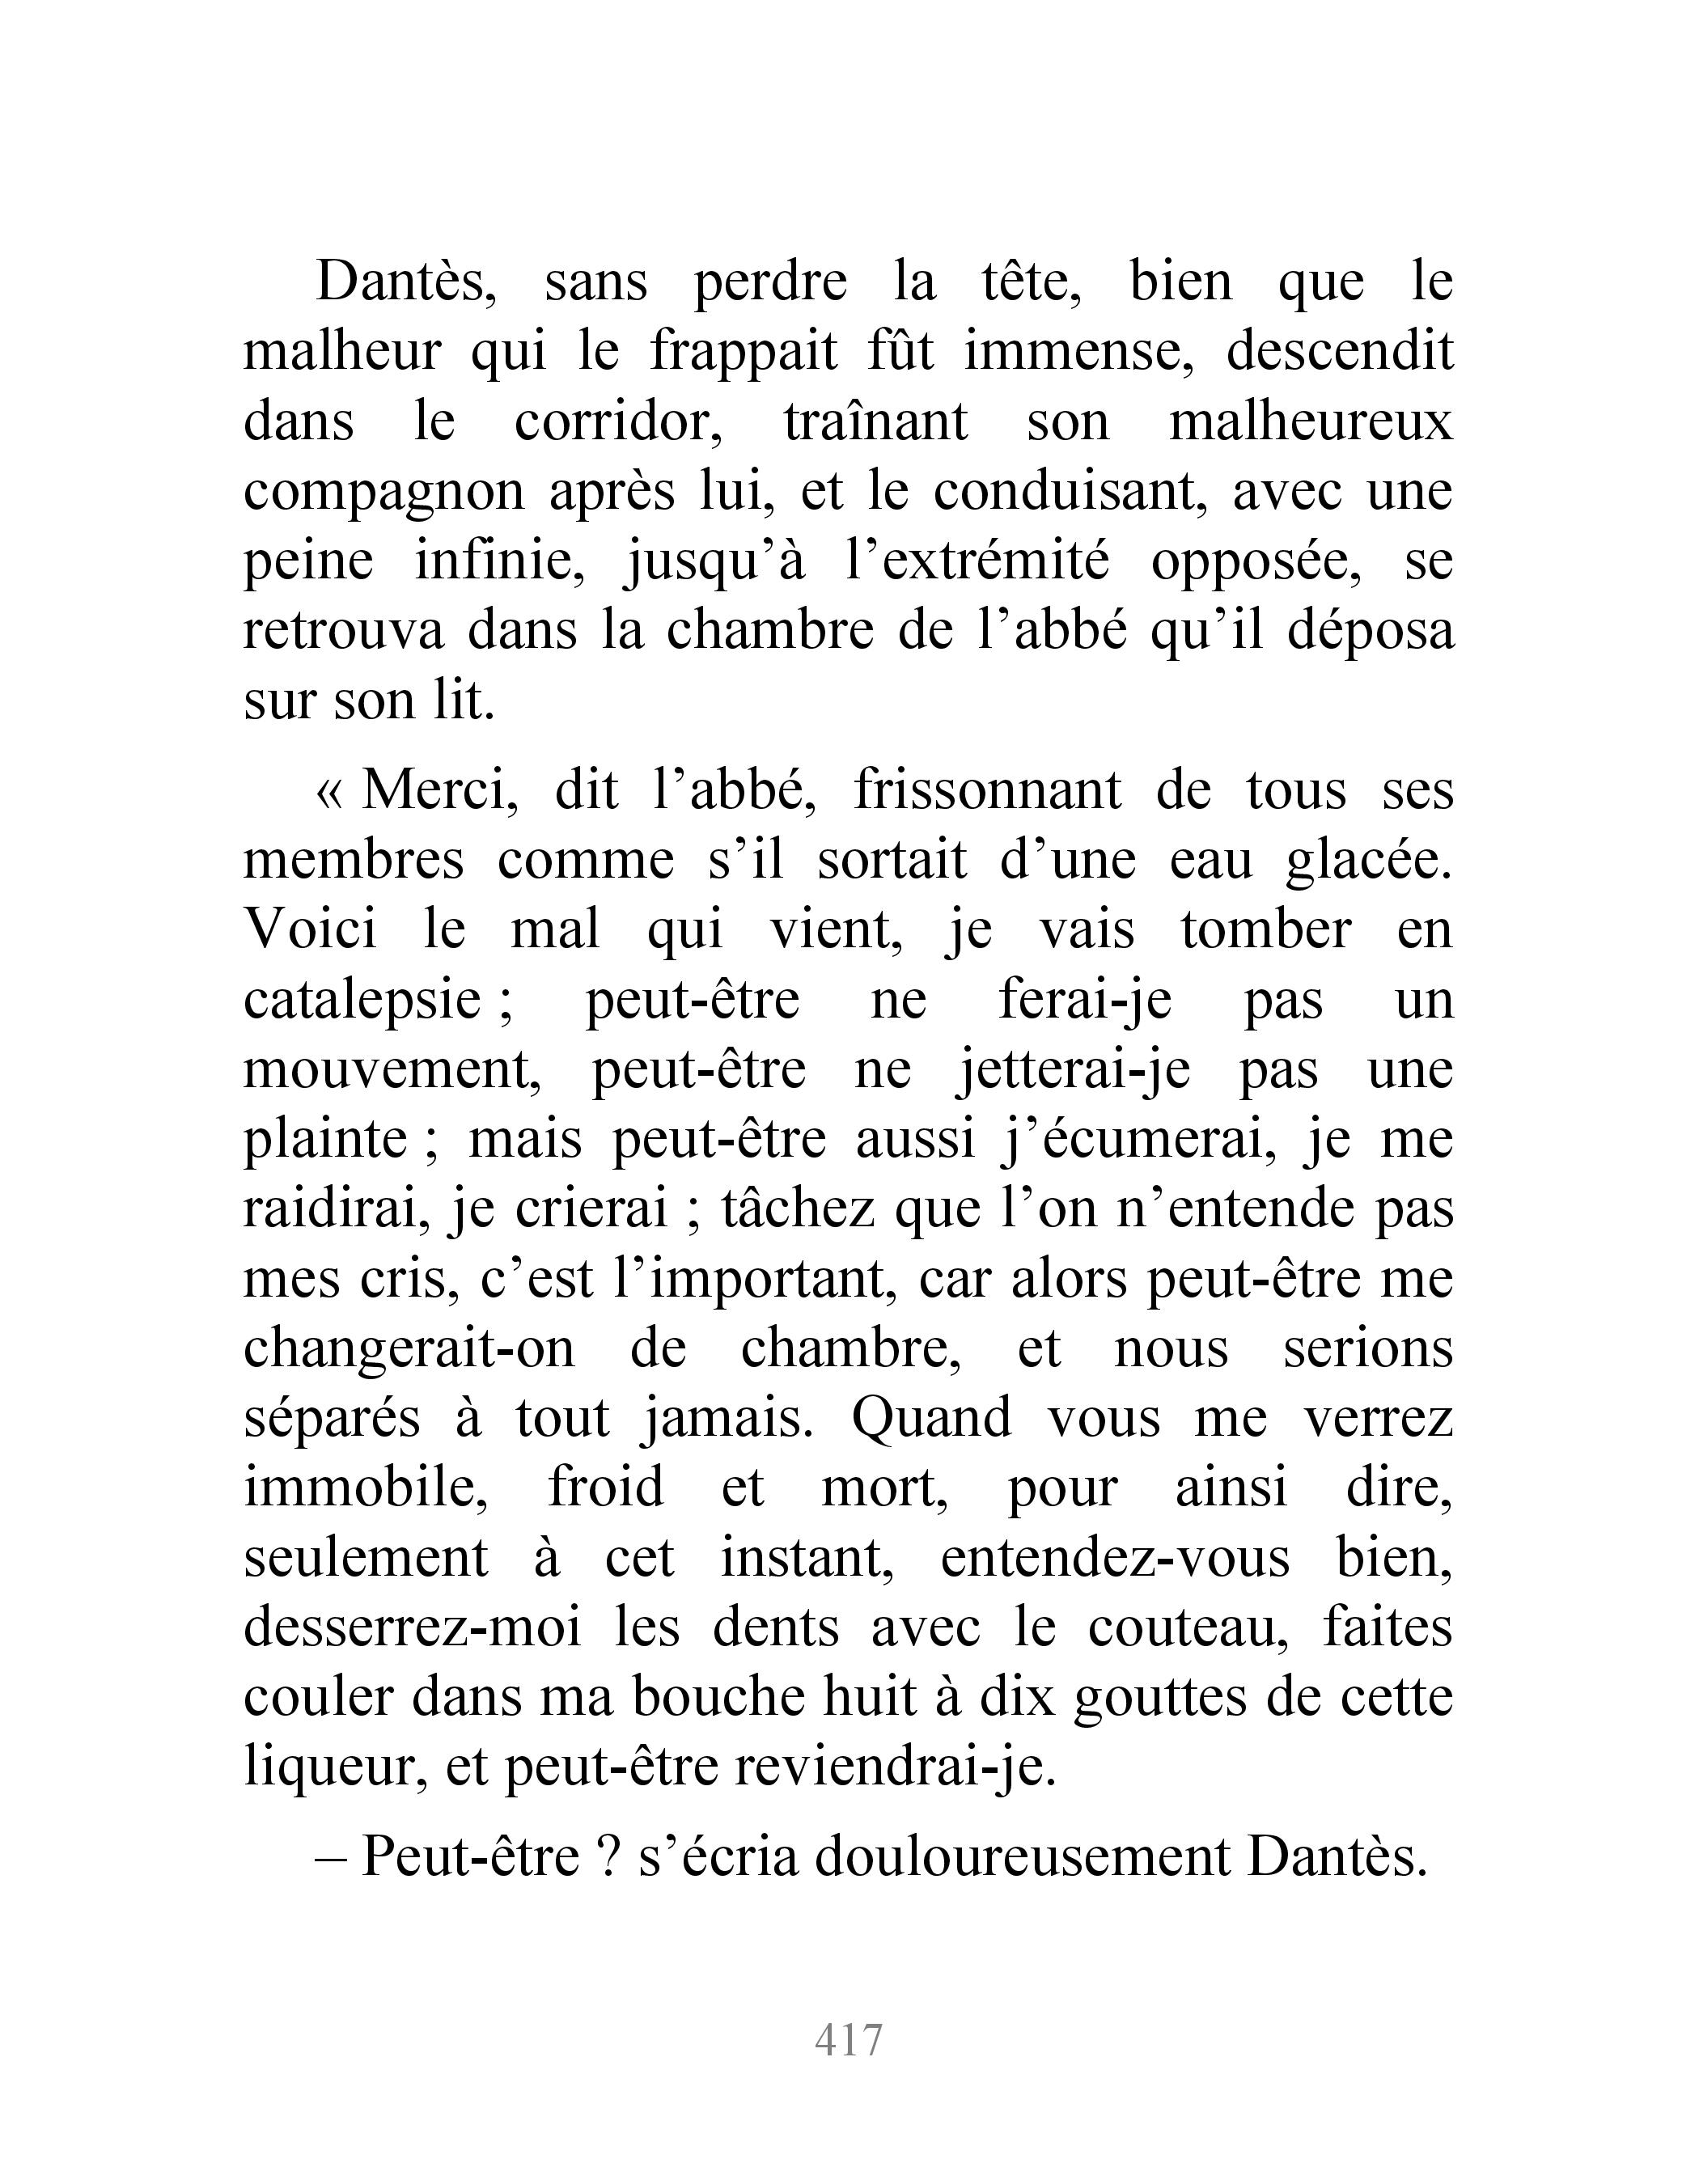 Dantès, sans perdre la tête, bien que le
malheur qui le frappait fût immense, descendit
dans le corridor, traînant son malheureux
compagnon après lui, et le conduisant, avec une
peine infinie, jusqu’à l’extrémité opposée, se
retrouva dans la chambre de l’abbé qu’il déposa
sur son lit.
« Merci, dit l’abbé, frissonnant de tous ses
membres comme s’il sortait d’une eau glacée.
Voici le mal qui vient, je vais tomber en
catalepsie ; peut-être ne ferai-je pas un
mouvement, peut-être ne jetterai-je pas une
plainte ; mais peut-être aussi j’écumerai, je me
raidirai, je crierai ; tâchez que l’on n’entende pas
mes cris, c’est l’important, car alors peut-être me
changerait-on de chambre, et nous serions
séparés à tout jamais. Quand vous me verrez
immobile, froid et mort, pour ainsi dire,
seulement à cet instant, entendez-vous bien,
desserrez-moi les dents avec le couteau, faites
couler dans ma bouche huit à dix gouttes de cette
liqueur, et peut-être reviendrai-je.
– Peut-être ? s’écria douloureusement Dantès.
417